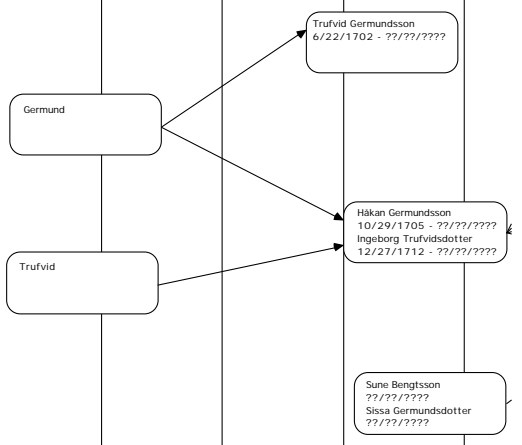 Trufvid Germundsson
6/22/1702 - ??/??/????
Germund
Håkan Germundsson
10/29/1705 - ??/??/????
Ingeborg Trufvidsdotter
12/27/1712 - ??/??/????
Trufvid
Sune Bengtsson
??/??/????
Sissa Germundsdotter
??/??/????